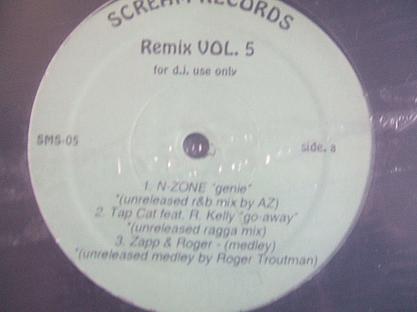 SCREAM RECORDS
Remix VOL. 5
for d.j. use only
SMS-05
side. a
1. N-ZONE "genie"
*(unreleased r&b mix by AZ)
2. Tap Cat feat. R. Kelly "go away"
*(unreleased ragga mix)
3. Zapp & Roger - (medley)
*(unreleased medley by Roger Troutman)